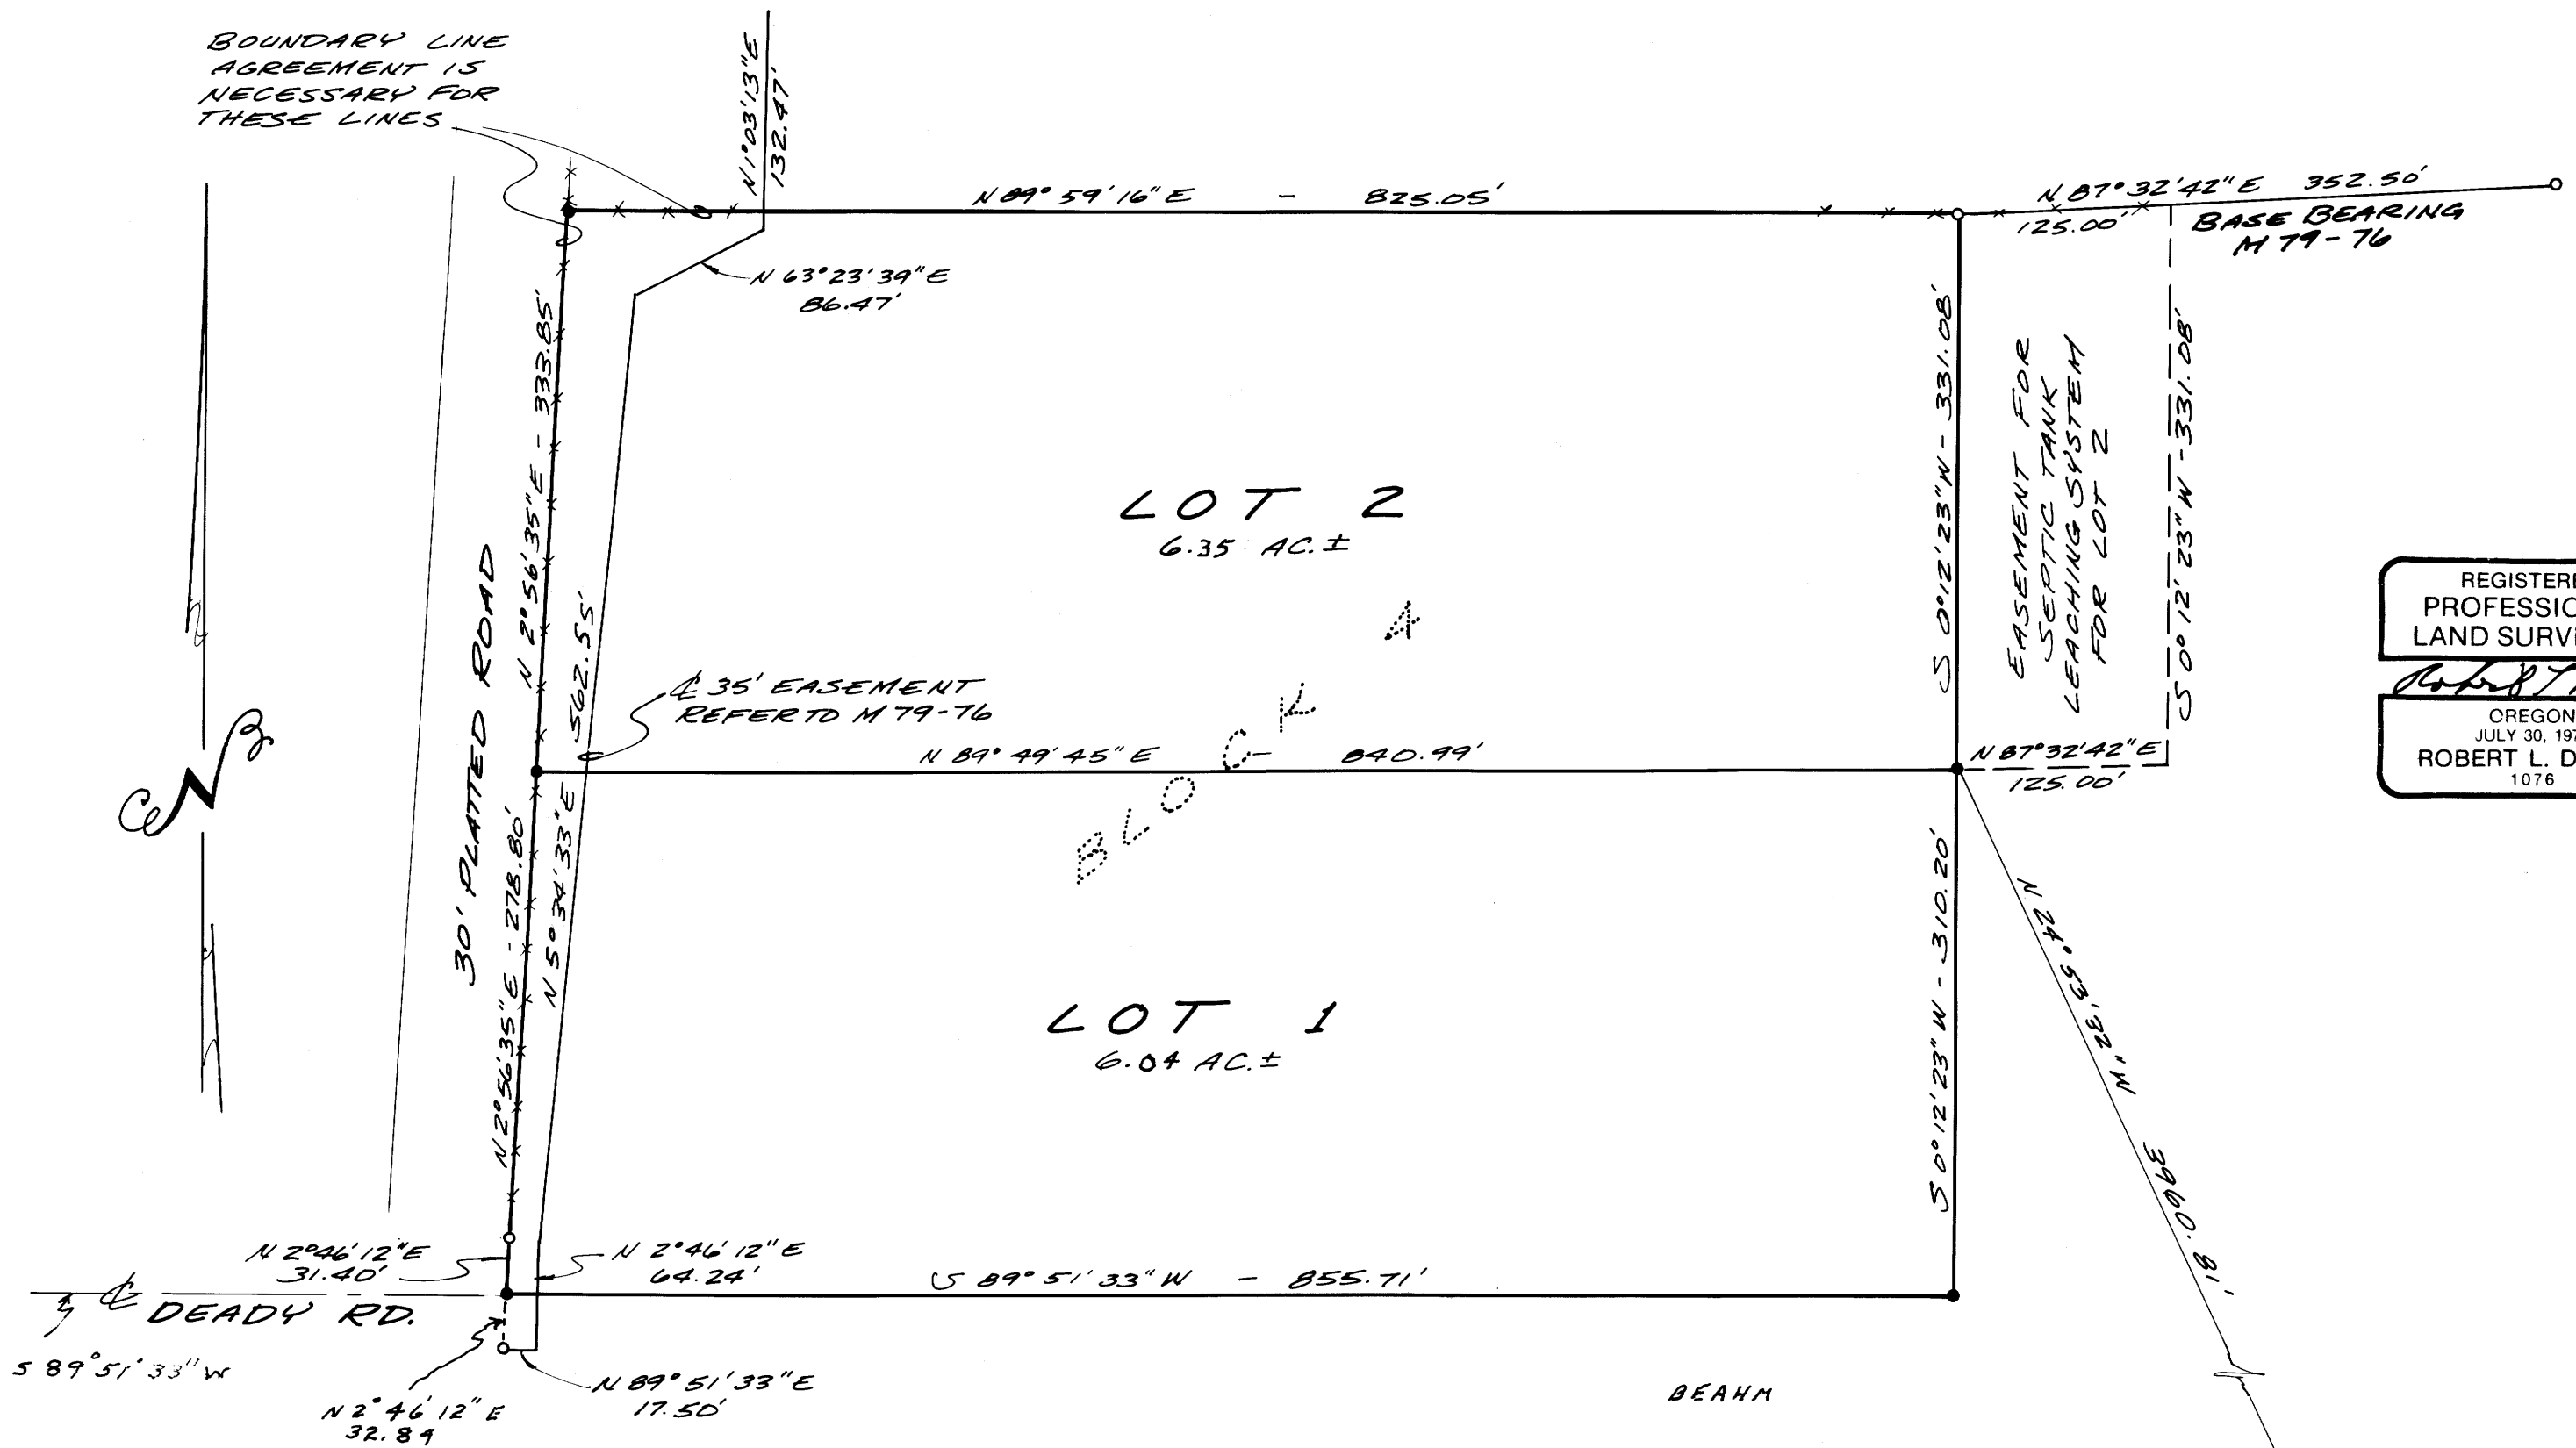 BOUNDARY LINE
AGREEMENT IS
NECESSARY FOR
THESE LINES
N 1° 03' 13" E
132.47'
N 89° 59' 16" E - 825.05'
N 87° 32' 42" E 352.50'
125.00'
BASE BEARING
M 79-76
N 63° 23' 39" E
86.47'
N 2° 56' 35" E - 333.85'
S 0° 12' 23" W - 331.08'
EASEMENT FOR
SEPTIC TANK
LEACHING SYSTEM
FOR LOT 2
S 0° 12' 23" W - 331.08'
LOT 2
6.35 AC. ±
30' PLATTED ROAD
562.55'
N 5° 34' 33" E
℄ 35' EASEMENT
REFER TO M 79-76
BLOCK 4
N 89° 49' 45" E 840.99'
N 87° 32' 42" E
125.00'
PROFESSIO
LAND SURV
OREGON
JULY 30, 197
ROBERT L. D
1076
N
N 2° 56' 35" E - 278.80'
S 0° 12' 23" W - 310.20'
N 24° 53' 32" W 3960.81'
LOT 1
6.04 AC. ±
N 2° 46' 12" E
31.40'
N 2° 46' 12" E
64.24'
S 89° 51' 33" W - 855.71'
℄ DEADY RD.
S 89° 51' 33" W
N 89° 51' 33" E
17.50'
N 2° 46' 12" E
32.84
BEAHM